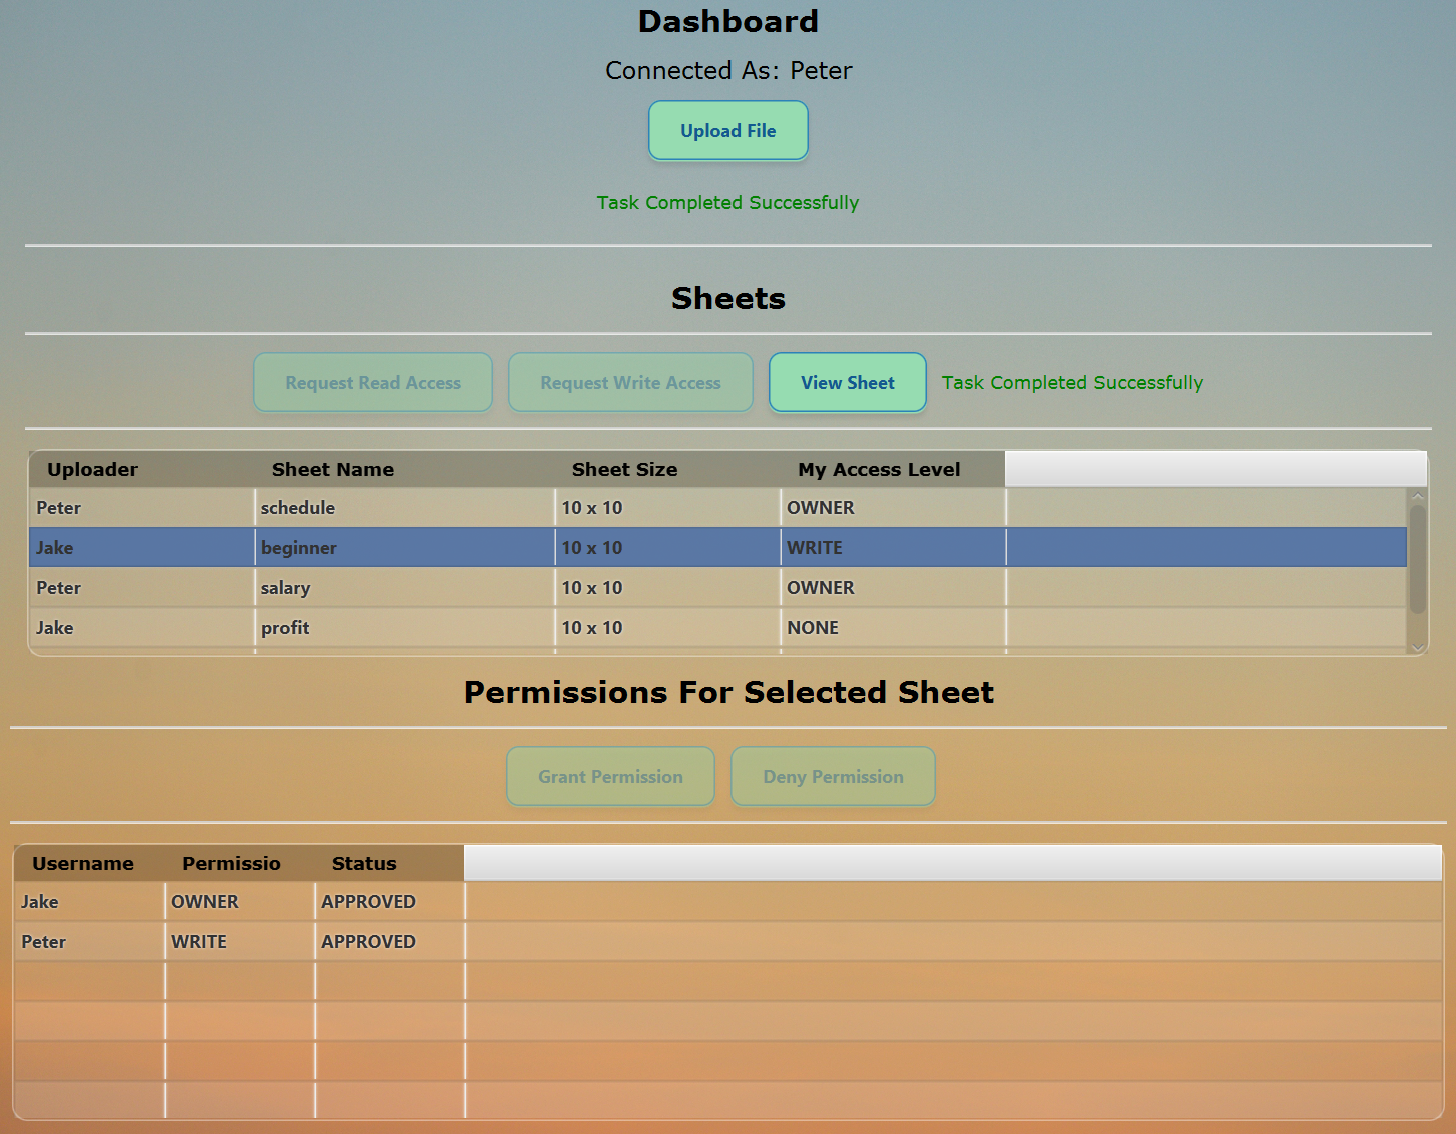 Dashboard
Connected As: Peter
Upload File
Task Completed Successfully
Sheets
Request Read Access Request Write Access View Sheet Task Completed Successfully
Uploader Sheet Name Sheet Size My Access Level
Peter schedule 10 x 10 OWNER
Jake beginner 10 x 10 WRITE
Peter salary 10 x 10 OWNER
Jake profit 10 x 10 NONE
Permissions For Selected Sheet
Grant Permission Deny Permission
Username Permissio Status
Jake OWNER APPROVED
Peter WRITE APPROVED